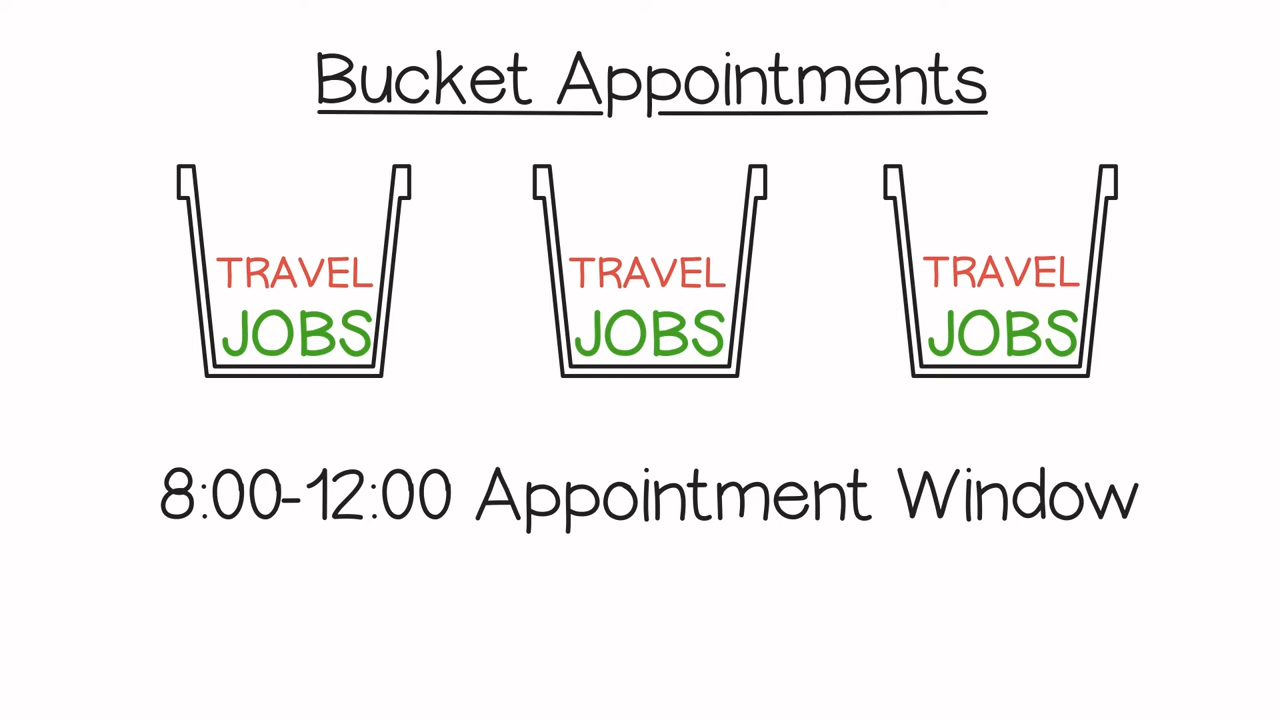 Bucket Appointments
TRAVEL TRAVEL TRAVEL
JOBS JOBS JOBS
8:00-12:00 Appointment Window